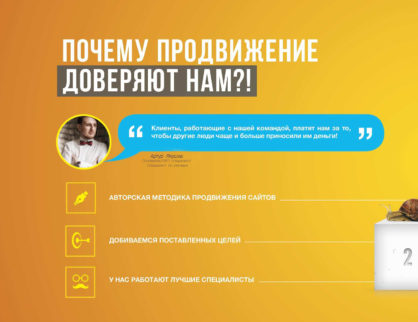 ПОЧЕМУ ПРОДВИЖЕНИЕ
ДОВЕРЯЮТ НАМ?!
“ Клиенты, работающие с нашей командой, платят нам за то,
чтобы другие люди чаще и больше приносили им деньги! ”
Артур
АВТОРСКАЯ МЕТОДИКА ПРОДВИЖЕНИЯ САЙТОВ
ДОБИВАЕМСЯ ПОСТАВЛЕННЫХ ЦЕЛЕЙ
У НАС РАБОТАЮТ ЛУЧШИЕ СПЕЦИАЛИСТЫ
2